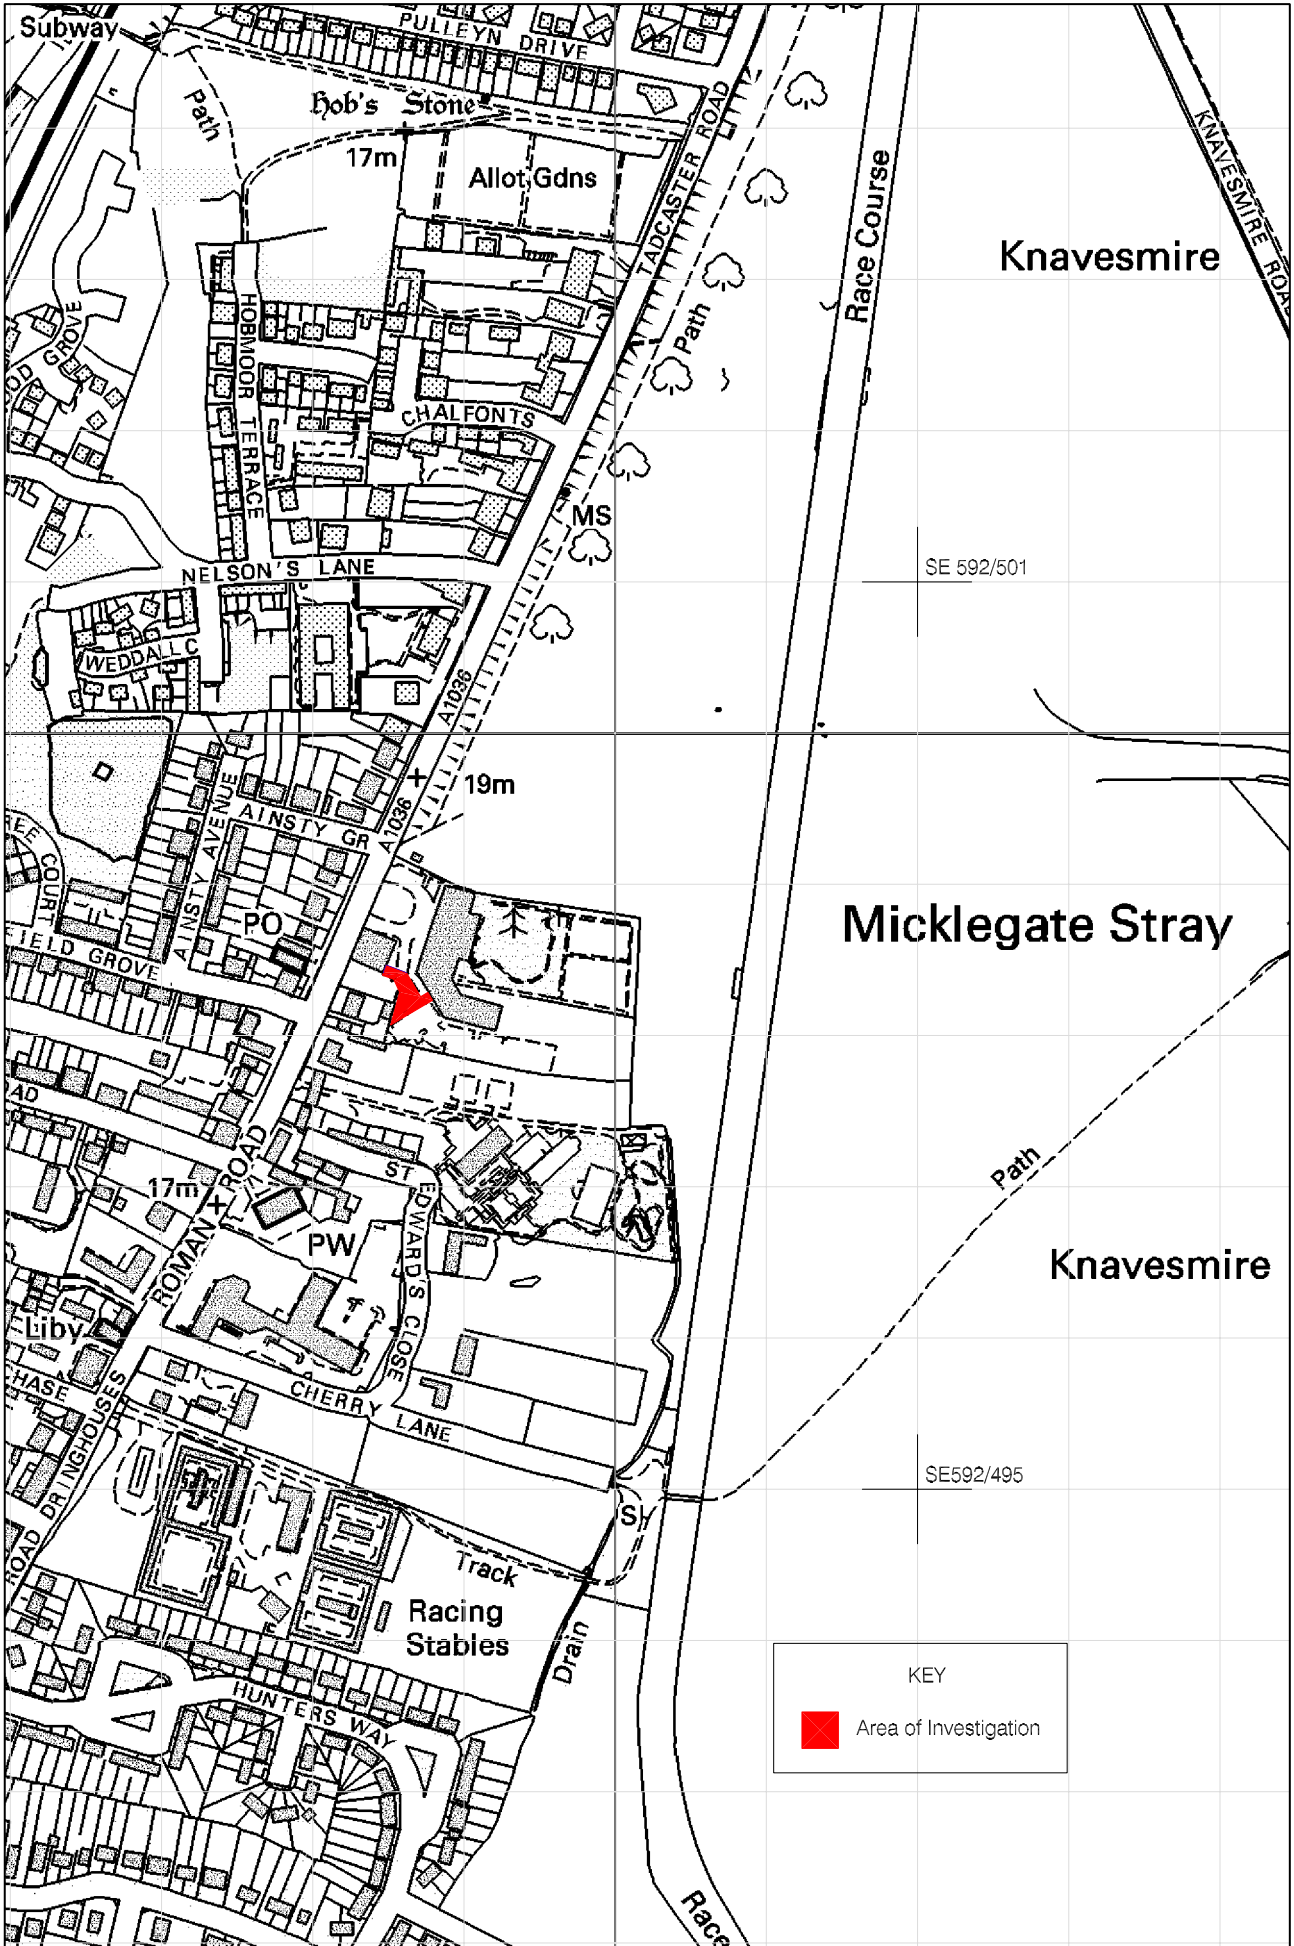 Subway
PULLEYN DRIVE
Path
Hob's Stone
17m
Allot Gdns
TADCASTER ROAD
Path
Race Course
KNAVESMIRE ROAD
Knavesmire
GROVE
HOBMOOR TERRACE
CHALFONTS
MS
NELSON'S LANE
SE 592/501
WEDDALL C
A1036
19m
A1036
AINSTY GR
AINSTY AVENUE
COURT
PO
FIELD GROVE
Micklegate Stray
ROMAN ROAD
17m
ST EDWARDS CLOSE
PW
Path
Knavesmire
Liby
HASE
CHERRY LANE
ROAD DRINGHOUSES
SE592/495
S
Track
Racing
Stables
Drain
HUNTERS WAY
KEY
Area of Investigation
Race